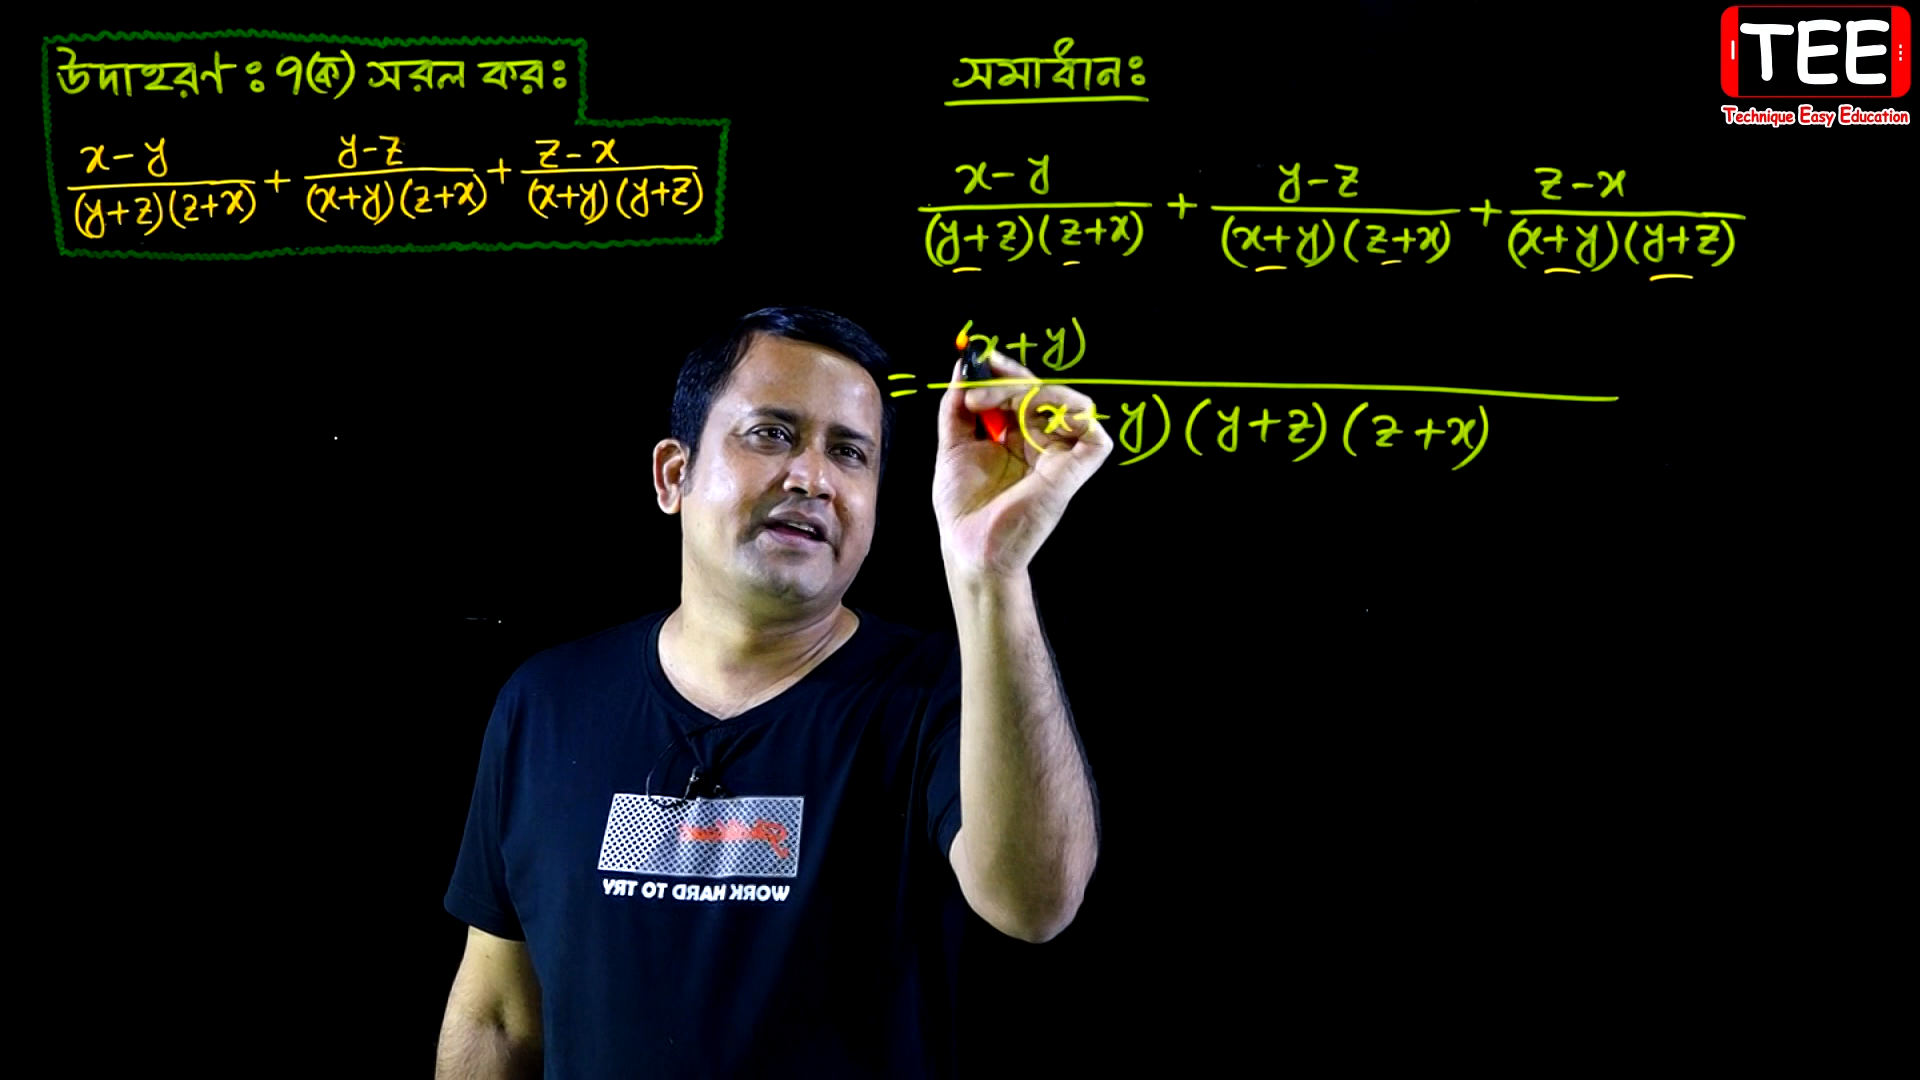 উদাহরণ: ৭(ক) সরল কর:
x-y/(y+z)(z+x) + y-z/(x+y)(z+x) + z-x/(x+y)(y+z)
সমাধান:
x-y/(y+z)(z+x) + y-z/(x+y)(z+x) + z-x/(x+y)(y+z)
= (x+y)/(x+y)(y+z)(z+x)
TEE
Technique Easy Education
WORK HARD TO TRY